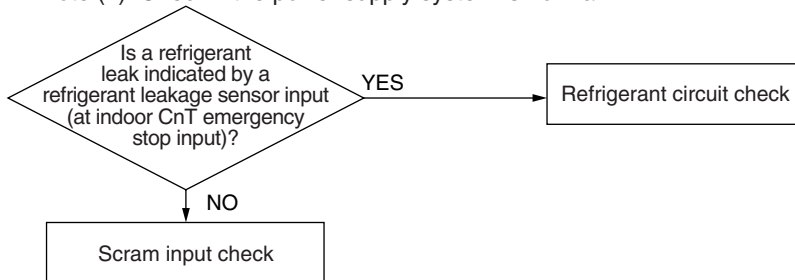 Is a refrigerant
leak indicated by a
refrigerant leakage sensor input
(at indoor CnT emergency
stop input)?
YES
Refrigerant circuit check
NO
Scram input check